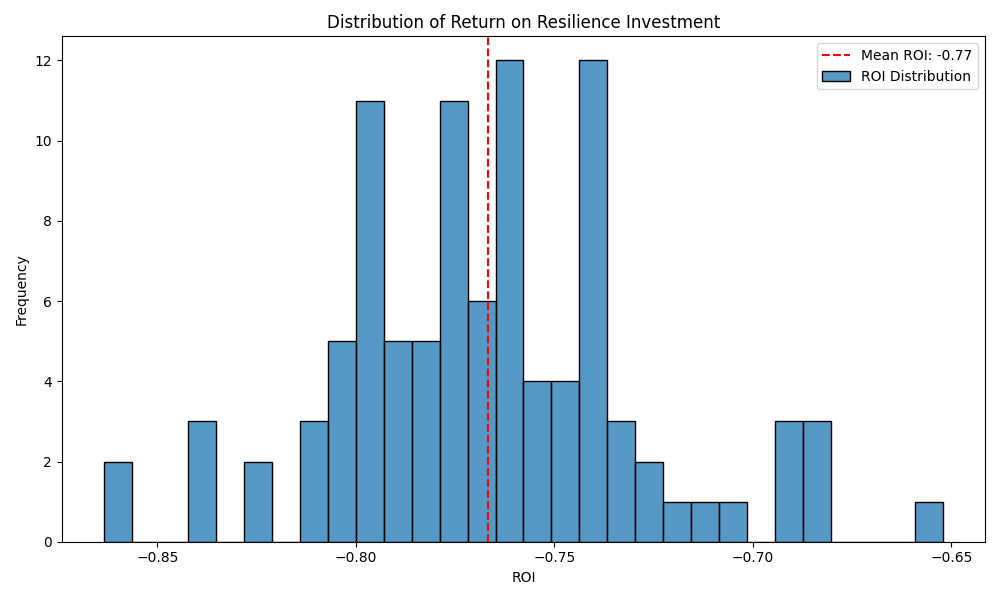 Distribution of Return on Resilience Investment
Mean ROI: -0.77
ROI Distribution
Frequency
12
10
8
6
4
2
0
−0.85
−0.80
−0.75
−0.70
−0.65
ROI